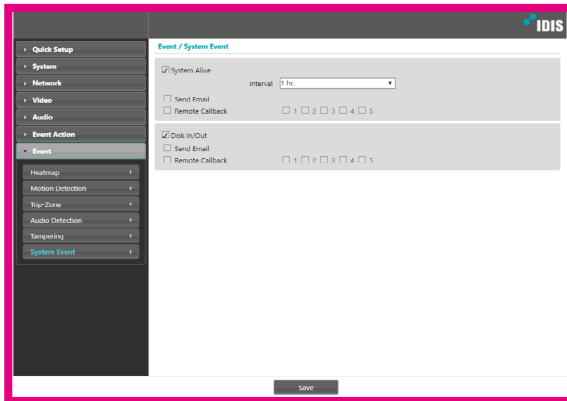 IDIS
Quick Setup
System
Network
Video
Audio
Event Action
Event
Heatmap
Motion Detection
Trip-Zone
Audio Detection
Tampering
System Event
Event / System Event
System Alive
Interval 1 hr.
Send Email
Remote Callback 1 2 3 4 5
Disk In/Out
Send Email
Remote Callback 1 2 3 4 5
Save